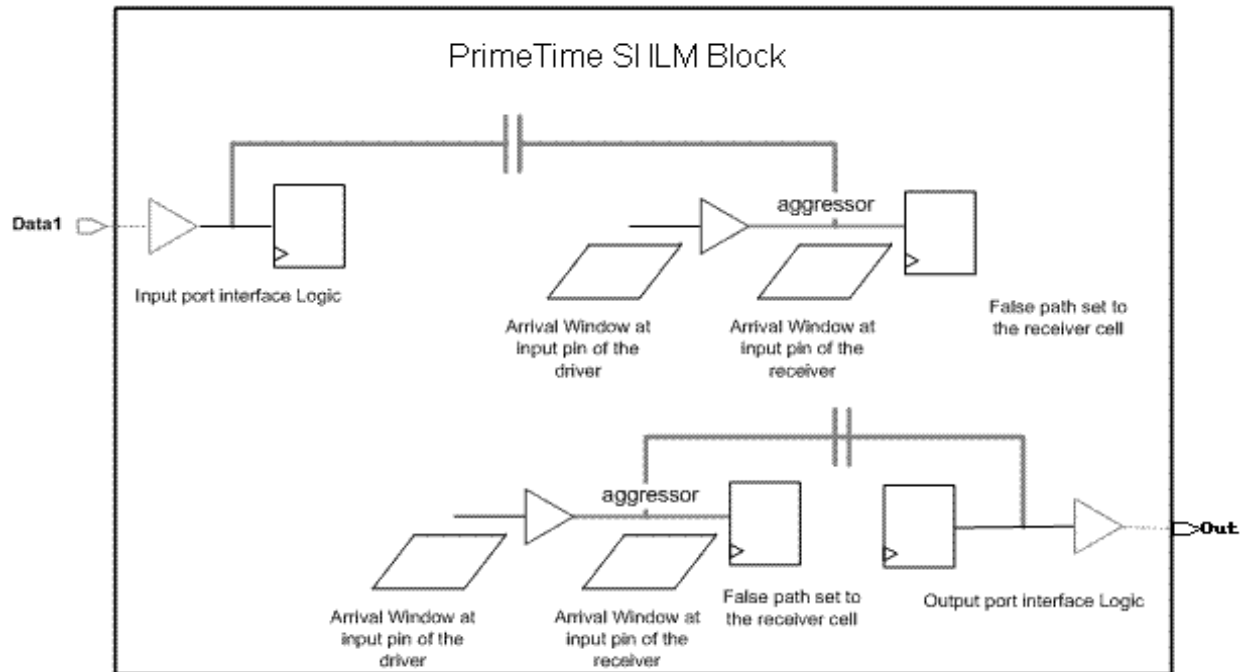 PrimeTime SI ILM Block
Data1
aggressor
Input port interface Logic
Arrival Window at
input pin of the
driver
Arrival Window at
input pin of the
receiver
False path set to
the receiver cell
aggressor
Out
Arrival Window at
input pin of the
driver
Arrival Window at
input pin of the
receiver
False path set to
the receiver cell
Output port interface Logic